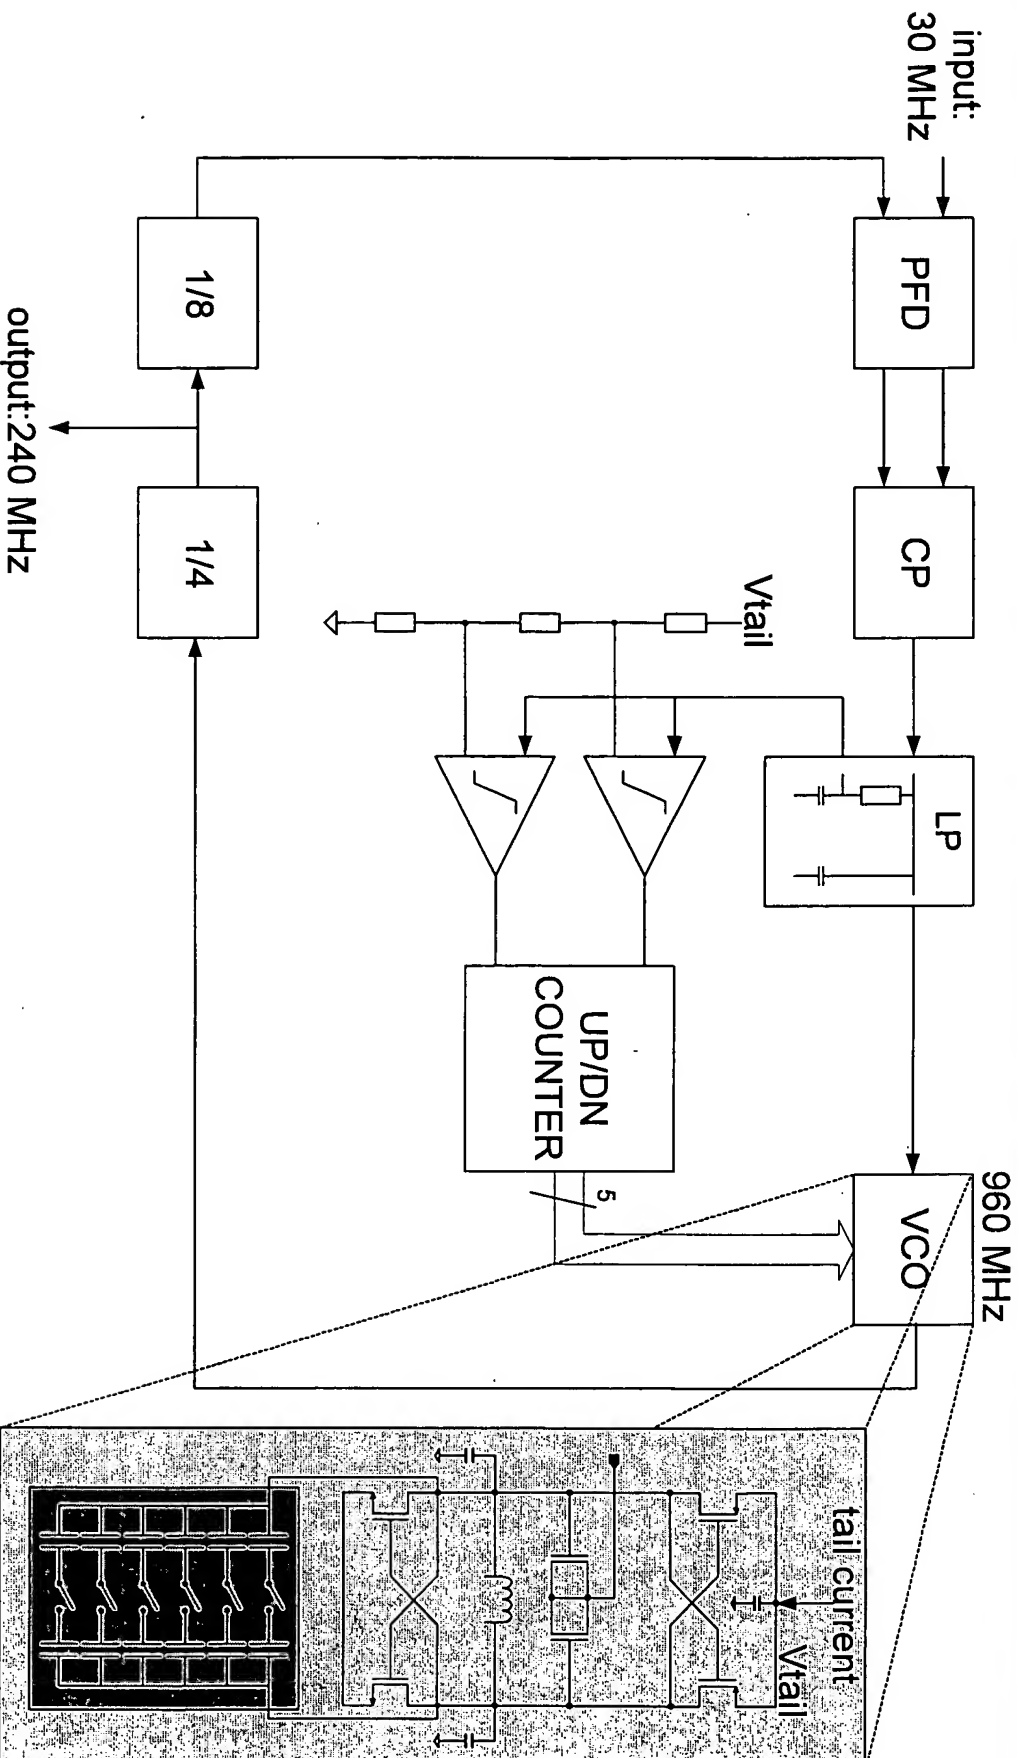 input:
30 MHz
PFD
CP
LP
960 MHz
VCO
Vtail
UP/DN
COUNTER
5
1/8
1/4
output:240 MHz
tail current
Vtail